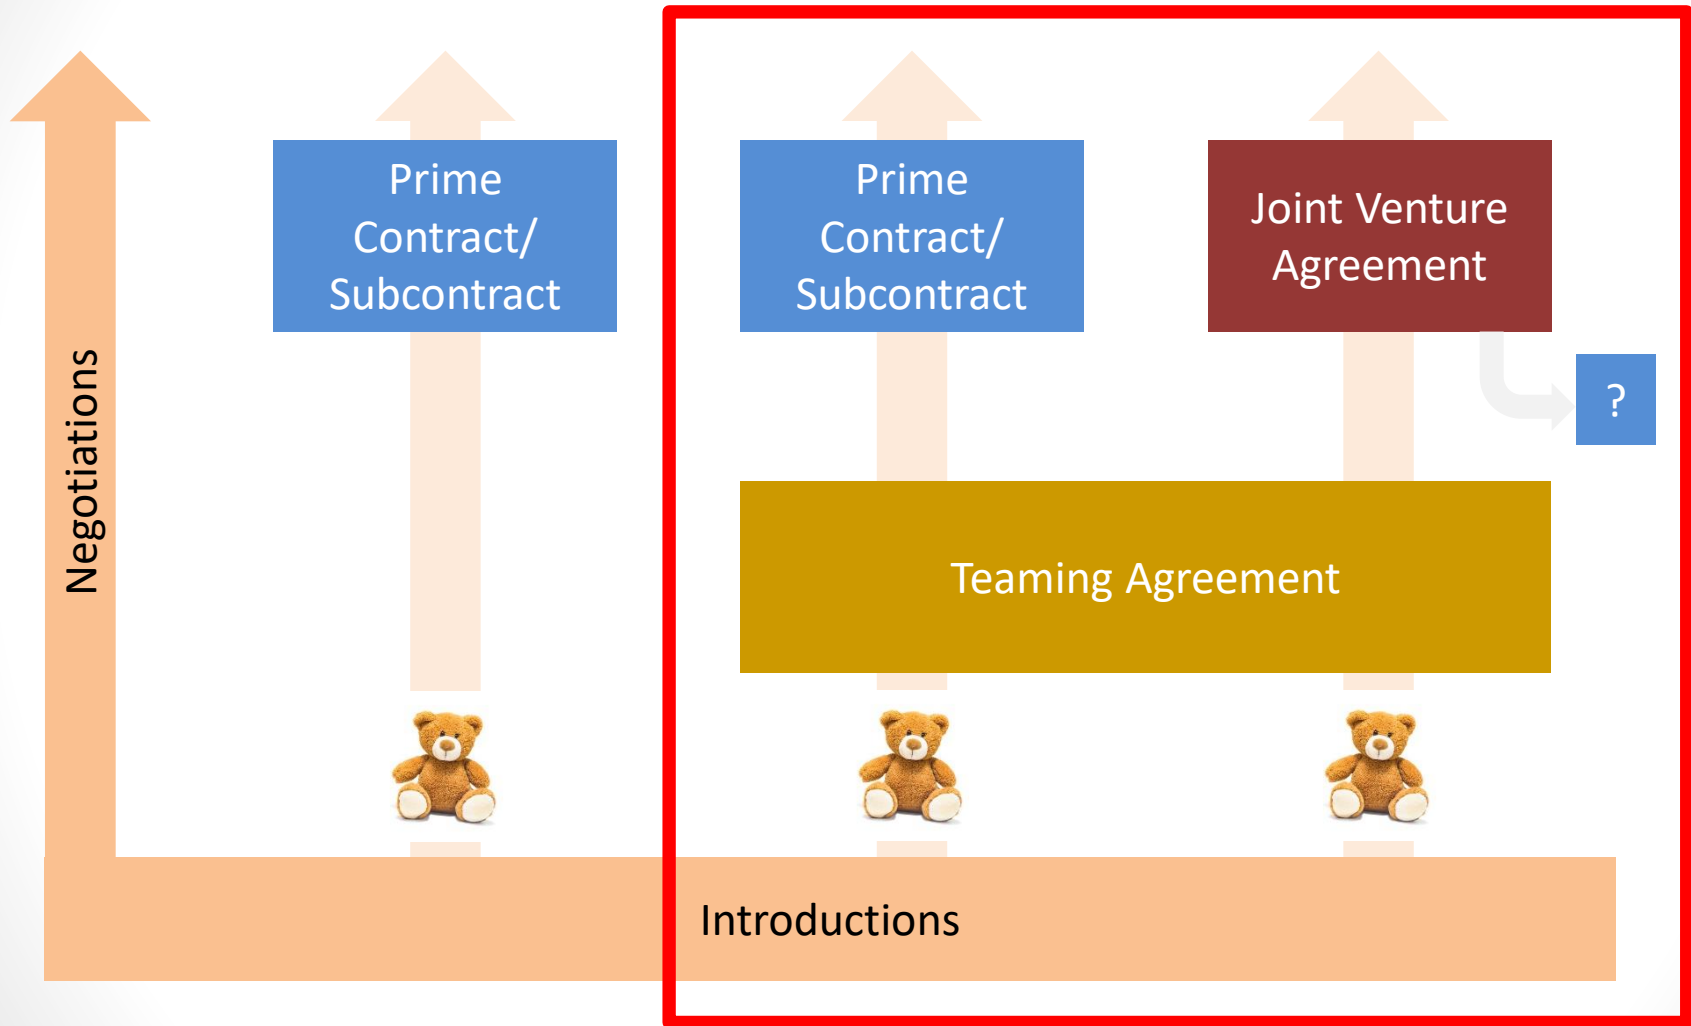 Prime
Contract/
Subcontract
Prime
Contract/
Subcontract
Joint Venture
Agreement
?
Negotiations
Teaming Agreement
Introductions